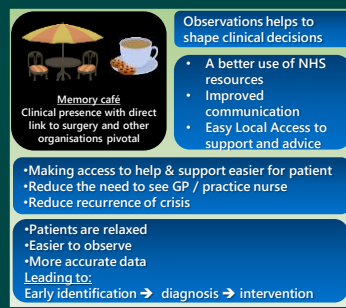 Memory café
Clinical presence with direct
link to surgery and other
organisations pivotal
Observations helps to
shape clinical decisions
• A better use of NHS
resources
• Improved
communication
• Easy Local Access to
support and advice
•Making access to help & support easier for patient
•Reduce the need to see GP / practice nurse
•Reduce recurrence of crisis
•Patients are relaxed
•Easier to observe
•More accurate data
Leading to:
Early identification → diagnosis → intervention